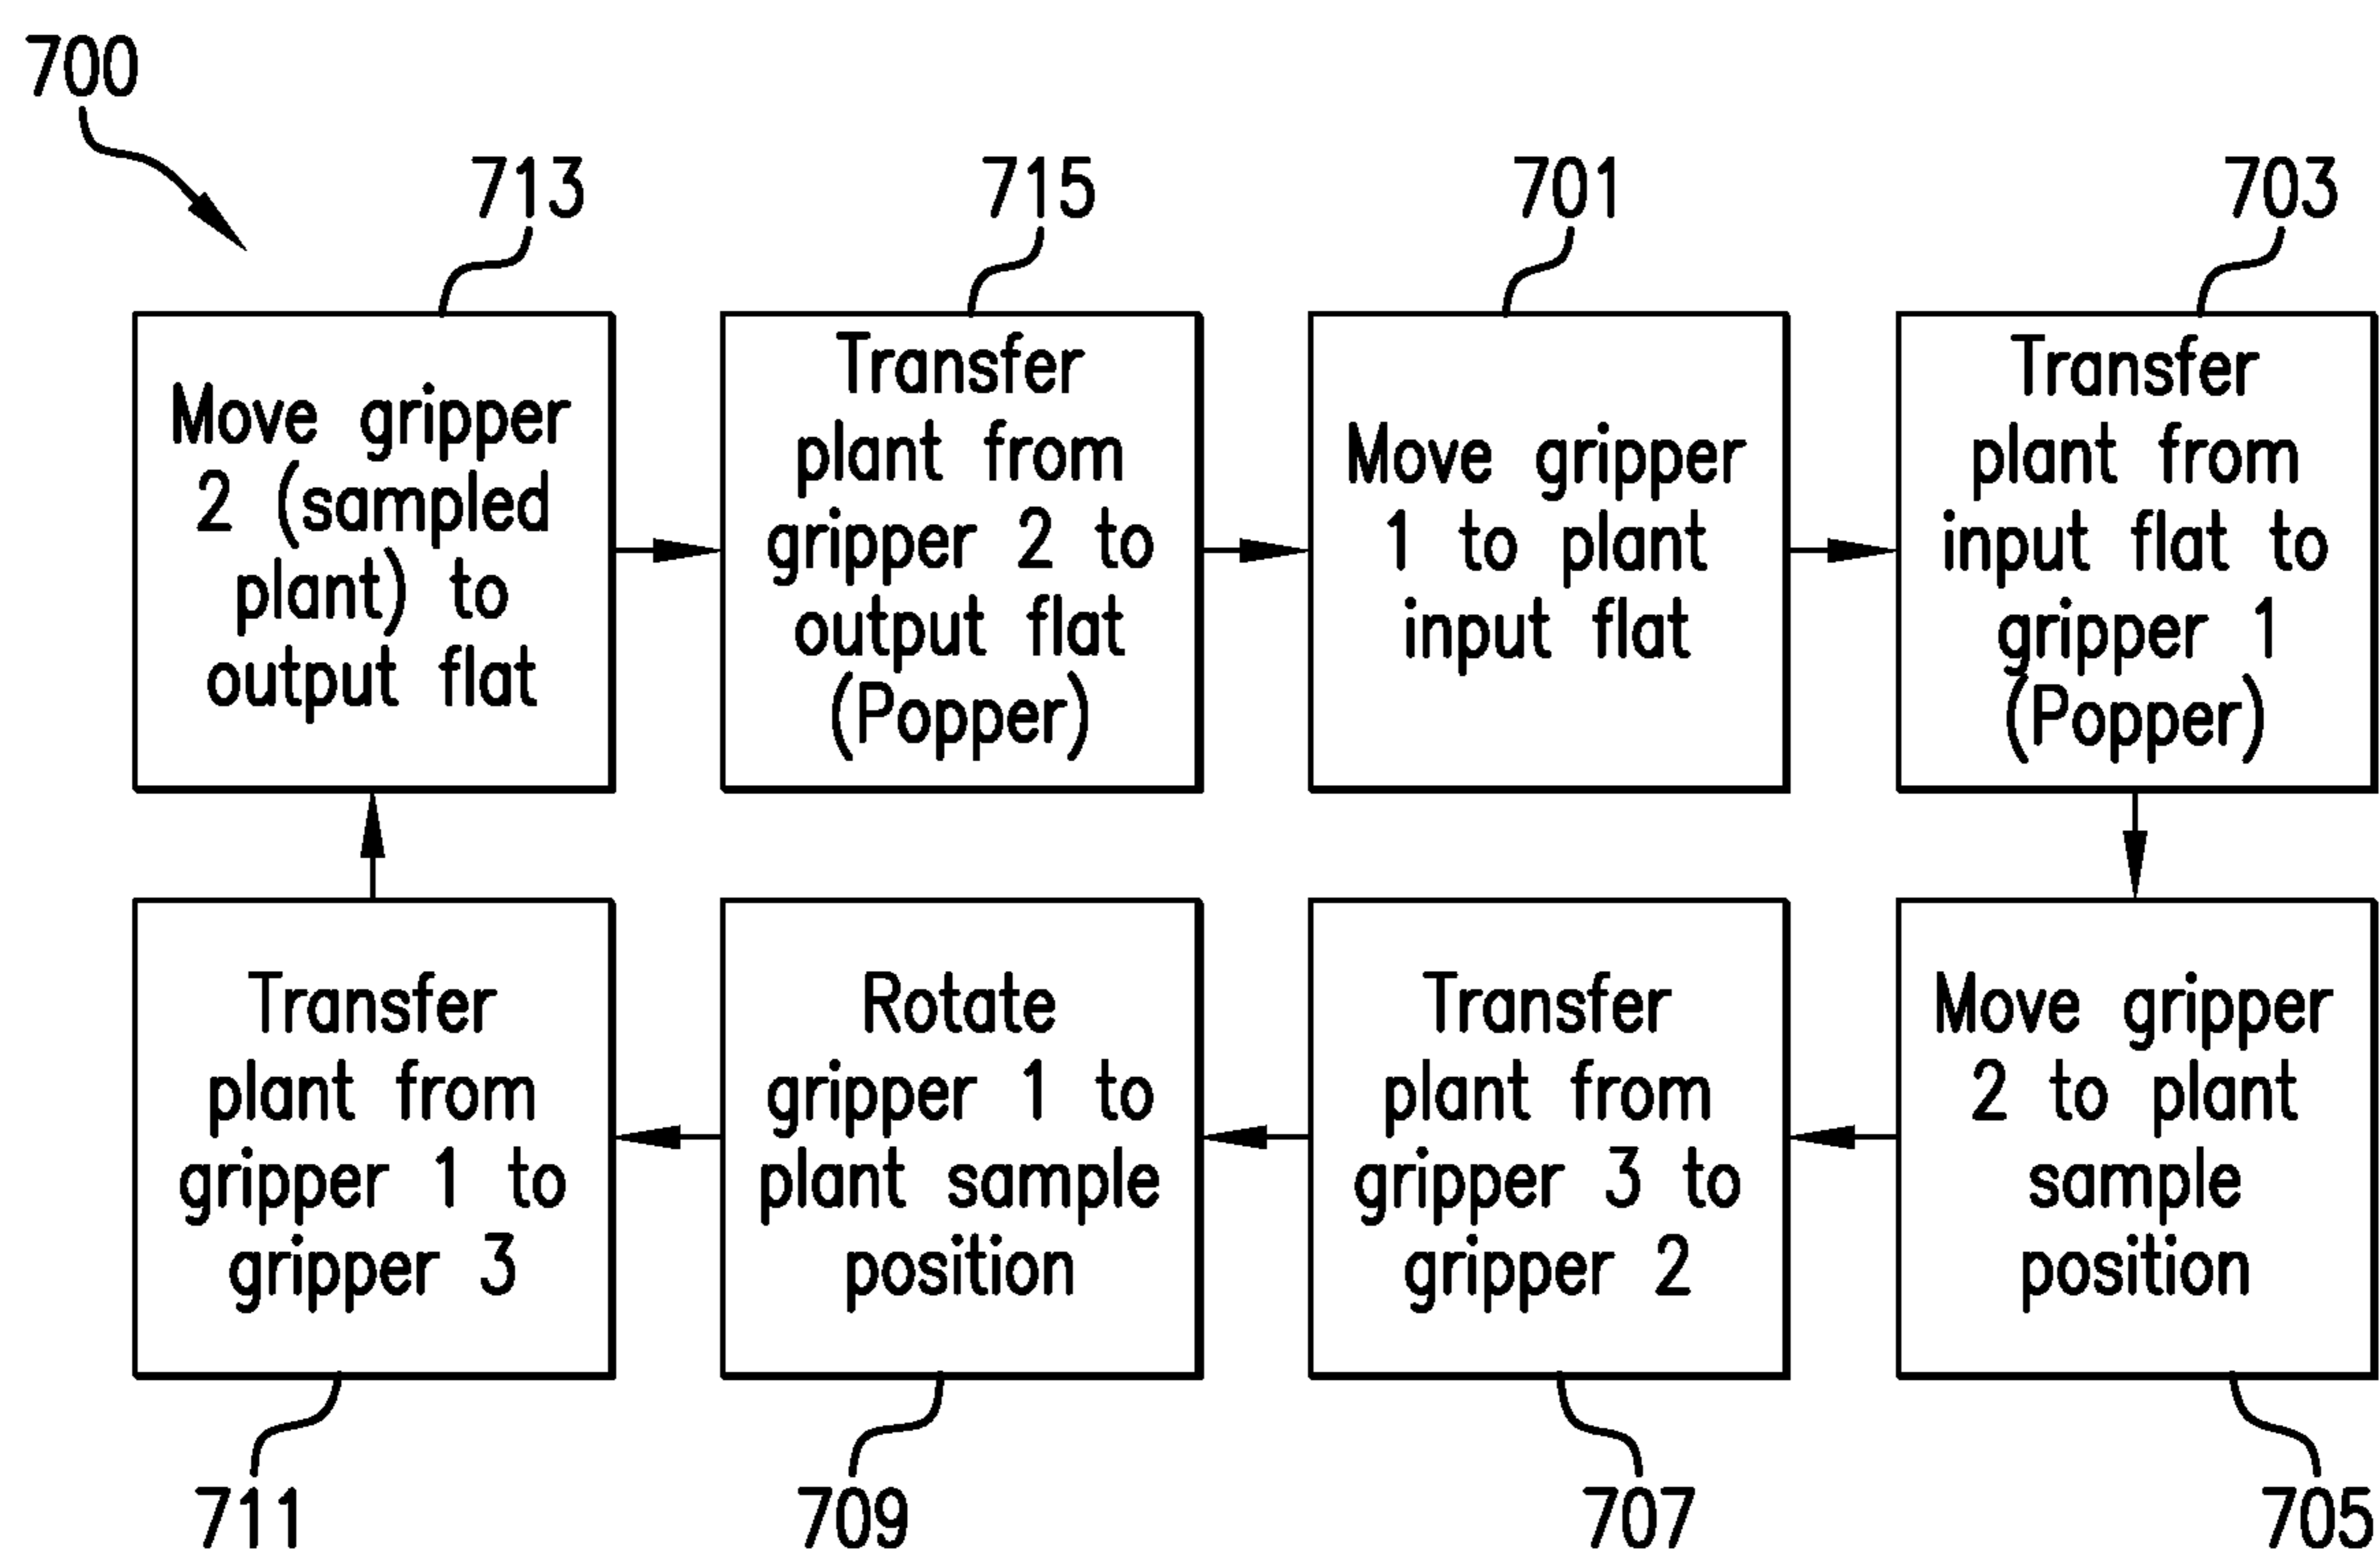 700
713
715
701
703
Move gripper
2 (sampled
plant) to
output flat
Transfer
plant from
gripper 2 to
output flat
(Popper)
Move gripper
1 to plant
input flat
Transfer
plant from
input flat to
gripper 1
(Popper)
Transfer
plant from
gripper 1 to
gripper 3
Rotate
gripper 1 to
plant sample
position
Transfer
plant from
gripper 3 to
gripper 2
Move gripper
2 to plant
sample
position
711
709
707
705